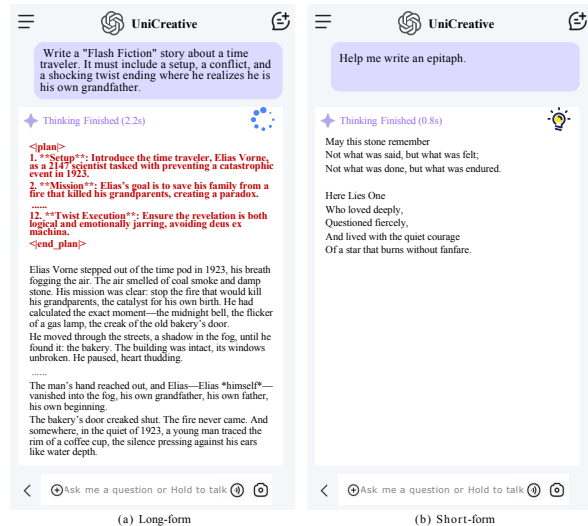 UniCreative
Write a "Flash Fiction" story about a time
traveler. It must include a setup, a conflict, and
a shocking twist ending where he realizes he is
his own grandfather.
Thinking Finished (2.2s)
<|plan|>
1. **Setup**: Introduce the time traveler, Elias Vorne,
as a 2147 scientist tasked with preventing a catastrophic
event in 1923.
2. **Mission**: Elias's goal is to save his family from a
fire that killed his grandparents, creating a paradox.
......
12. **Twist Execution**: Ensure the revelation is both
logical and emotionally jarring, avoiding deus ex
machina.
<|end_plan|>
Elias Vorne stepped out of the time pod in 1923, his breath
fogging the air. The air smelled of coal smoke and damp
stone. His mission was clear: stop the fire that would kill
his grandparents, the catalyst for his own birth. He had
calculated the exact moment—the midnight bell, the flicker
of a gas lamp, the creak of the old bakery's door.
He moved through the streets, a shadow in the fog, until he
found it: the bakery. The building was intact, its windows
unbroken. He paused, heart thudding.
......
The man's hand reached out, and Elias—Elias *himself*—
vanished into the fog, his own grandfather, his own father,
his own beginning.
The bakery's door creaked shut. The fire never came. And
somewhere, in the quiet of 1923, a young man traced the
rim of a coffee cup, the silence pressing against his ears
like water depth.
Ask me a question or Hold to talk
(a) Long-form
UniCreative
Help me write an epitaph.
Thinking Finished (0.8s)
May this stone remember
Not what was said, but what was felt;
Not what was done, but what was endured.
Here Lies One
Who loved deeply,
Questioned fiercely,
And lived with the quiet courage
Of a star that burns without fanfare.
Ask me a question or Hold to talk
(b) Short-form